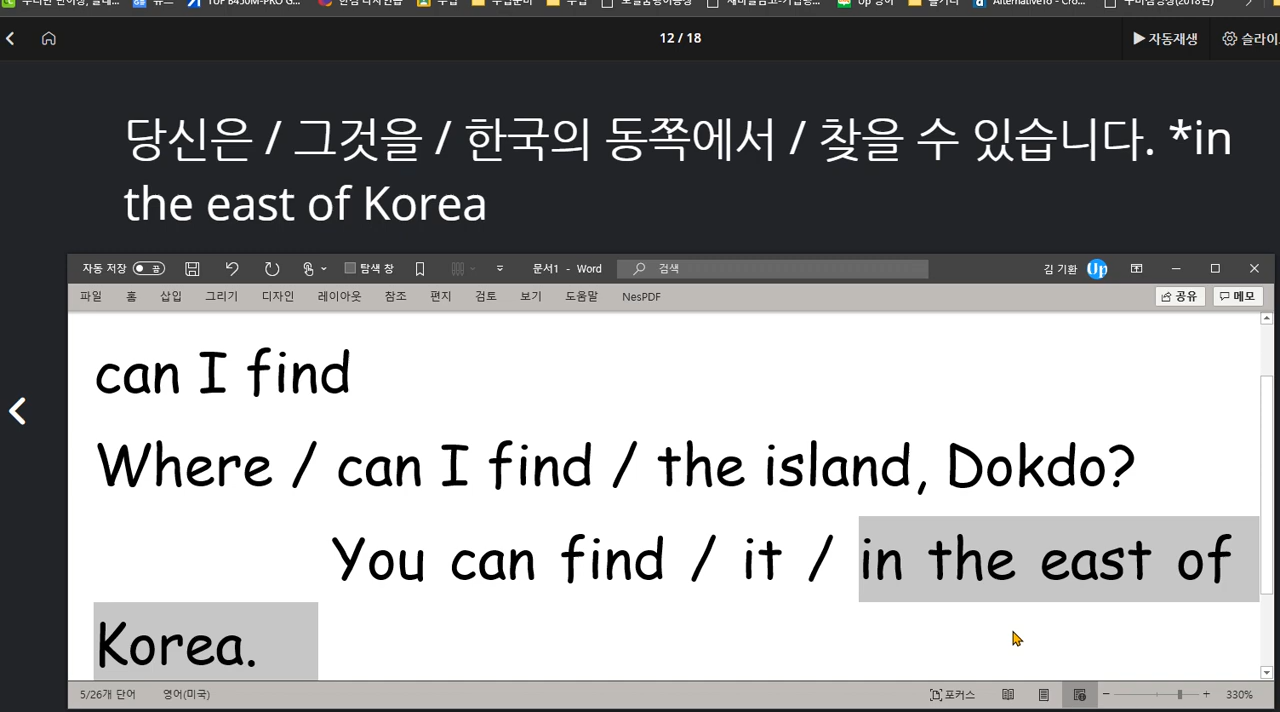 12 / 18
자동재생
슬라이
당신은 / 그것을 / 한국의 동쪽에서 / 찾을 수 있습니다. *in
the east of Korea
자동 저장 끔 탐색 창 문서1 - Word 검색 김 기환 Up
파일 홈 삽입 그리기 디자인 레이아웃 참조 편지 검토 보기 도움말 NesPDF 공유 메모
can I find
Where / can I find / the island, Dokdo?
You can find / it / in the east of
Korea.
5/26개 단어 영어(미국) 포커스 330%